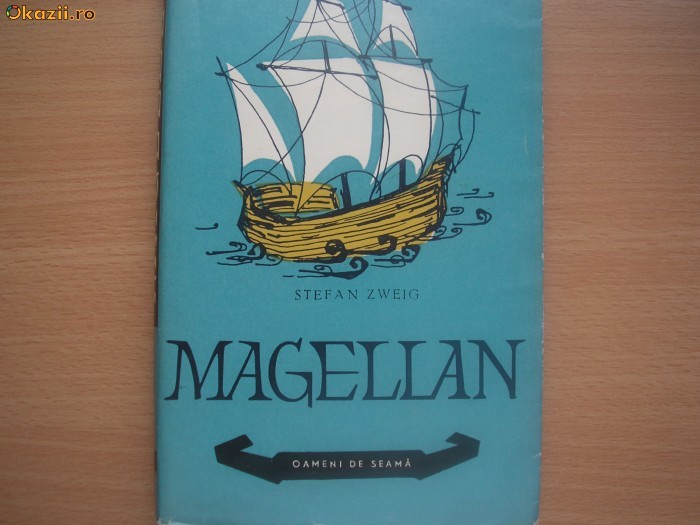 Okazii.ro
STEFAN ZWEIG
MAGELLAN
OAMENI DE SEAMĂ